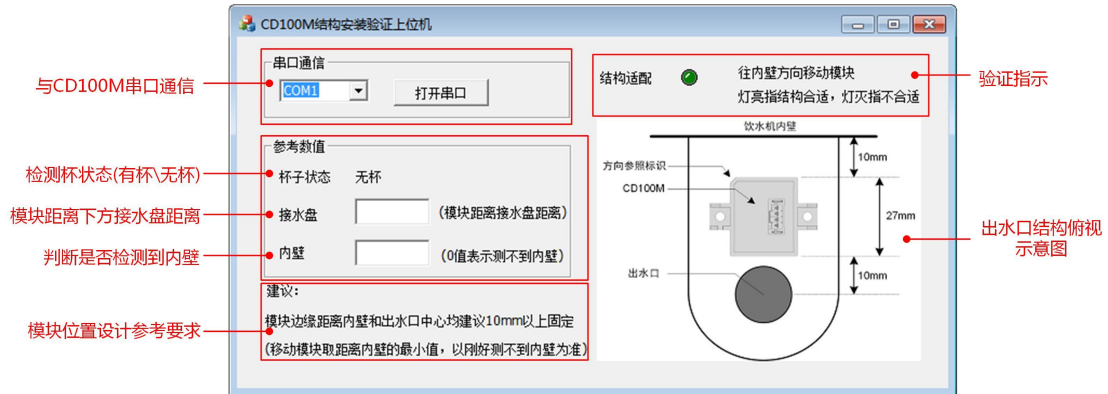 CD100M结构安装验证上位机
串口通信
COM1
打开串口
与CD100M串口通信
结构适配
往内壁方向移动模块
灯亮指结构合适，灯灭指不合适
验证指示
参考数值
杯子状态 无杯
接水盘 (模块距离接水盘距离)
内壁 (0值表示测不到内壁)
检测杯状态(有杯\无杯)
模块距离下方接水盘距离
判断是否检测到内壁
建议：
模块边缘距离内壁和出水口中心均建议10mm以上固定
(移动模块取距离内壁的最小值，以刚好测不到内壁为准)
模块位置设计参考要求
饮水机内壁
10mm
方向参照标识
CD100M
27mm
出水口
10mm
出水口结构俯视
示意图